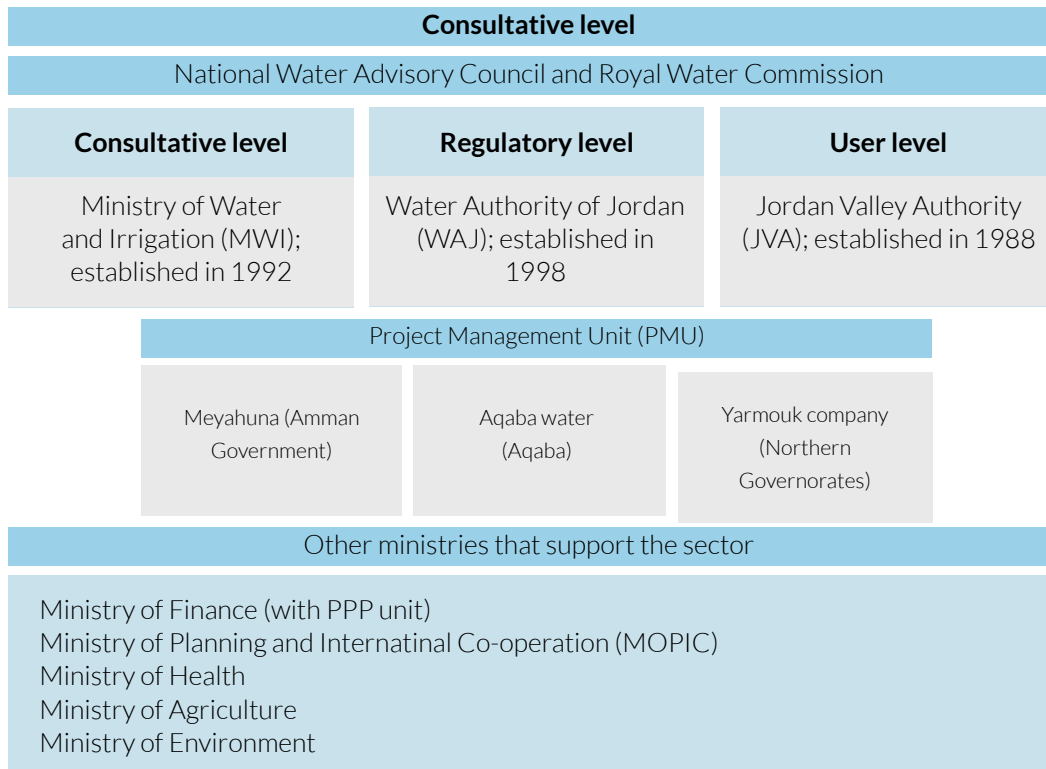 Consultative level
National Water Advisory Council and Royal Water Commission
Consultative level
Ministry of Water
and Irrigation (MWI);
established in 1992
Regulatory level
Water Authority of Jordan
(WAJ); established in
1998
User level
Jordan Valley Authority
(JVA); established in 1988
Project Management Unit (PMU)
Meyahuna (Amman
Government)
Aqaba water
(Aqaba)
Yarmouk company
(Northern
Governorates)
Other ministries that support the sector
Ministry of Finance (with PPP unit)
Ministry of Planning and Internatinal Co-operation (MOPIC)
Ministry of Health
Ministry of Agriculture
Ministry of Environment